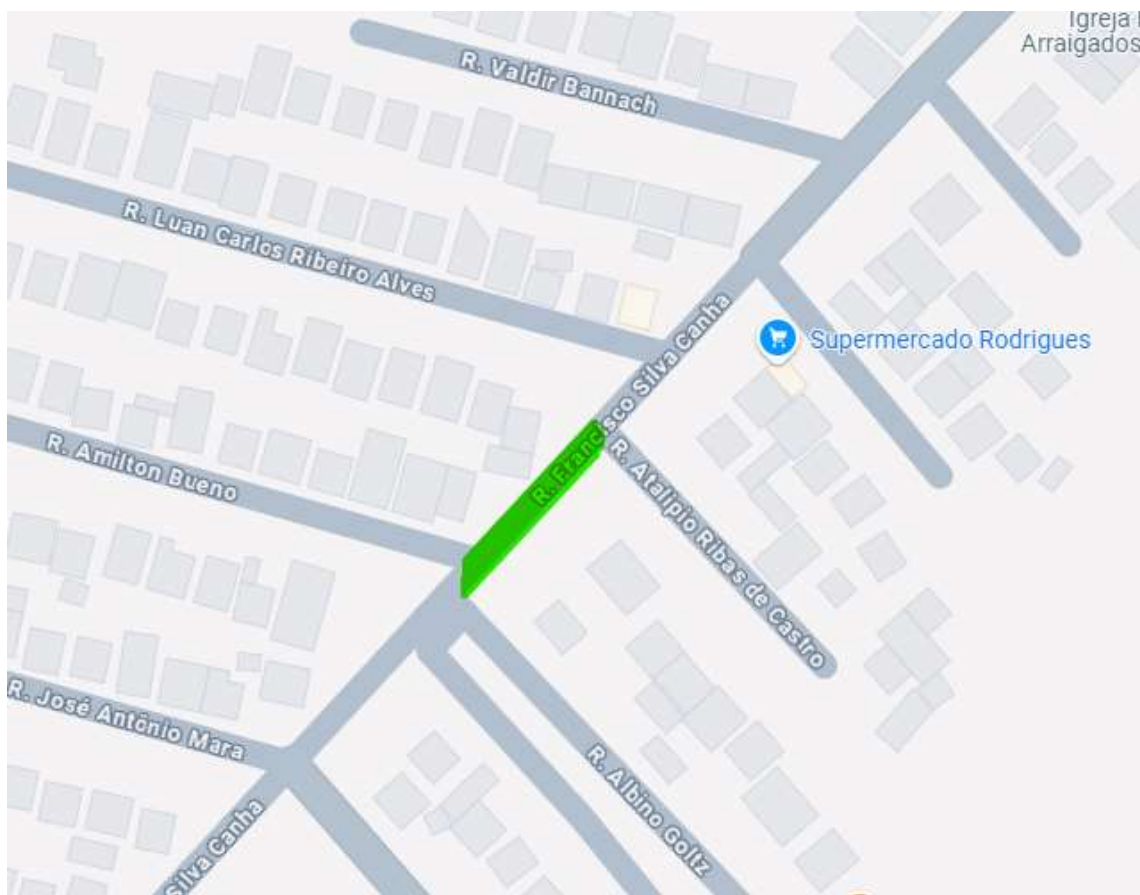 Igreja
Arraigados
R. Valdir Bannach
R. Luan Carlos Ribeiro Alves
R. Francisco Silva Canha
Supermercado Rodrigues
R. Amilton Bueno
R. Atalipio Ribas de Castro
R. José Antônio Mara
R. Albino Goltz
Silva Canha